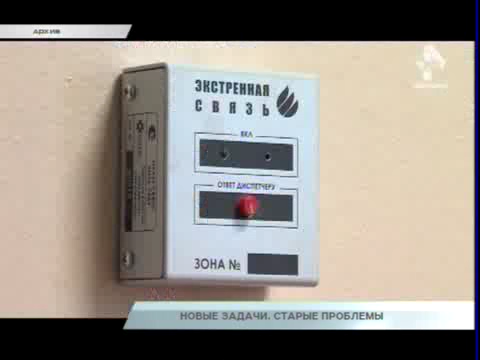 АРХИВ
ЭКСТРЕННАЯ
СВЯЗЬ
ВКЛ
ОТВЕТ ДИСПЕТЧЕРУ
ЗОНА №
НОВЫЕ ЗАДАЧИ. СТАРЫЕ ПРОБЛЕМЫ